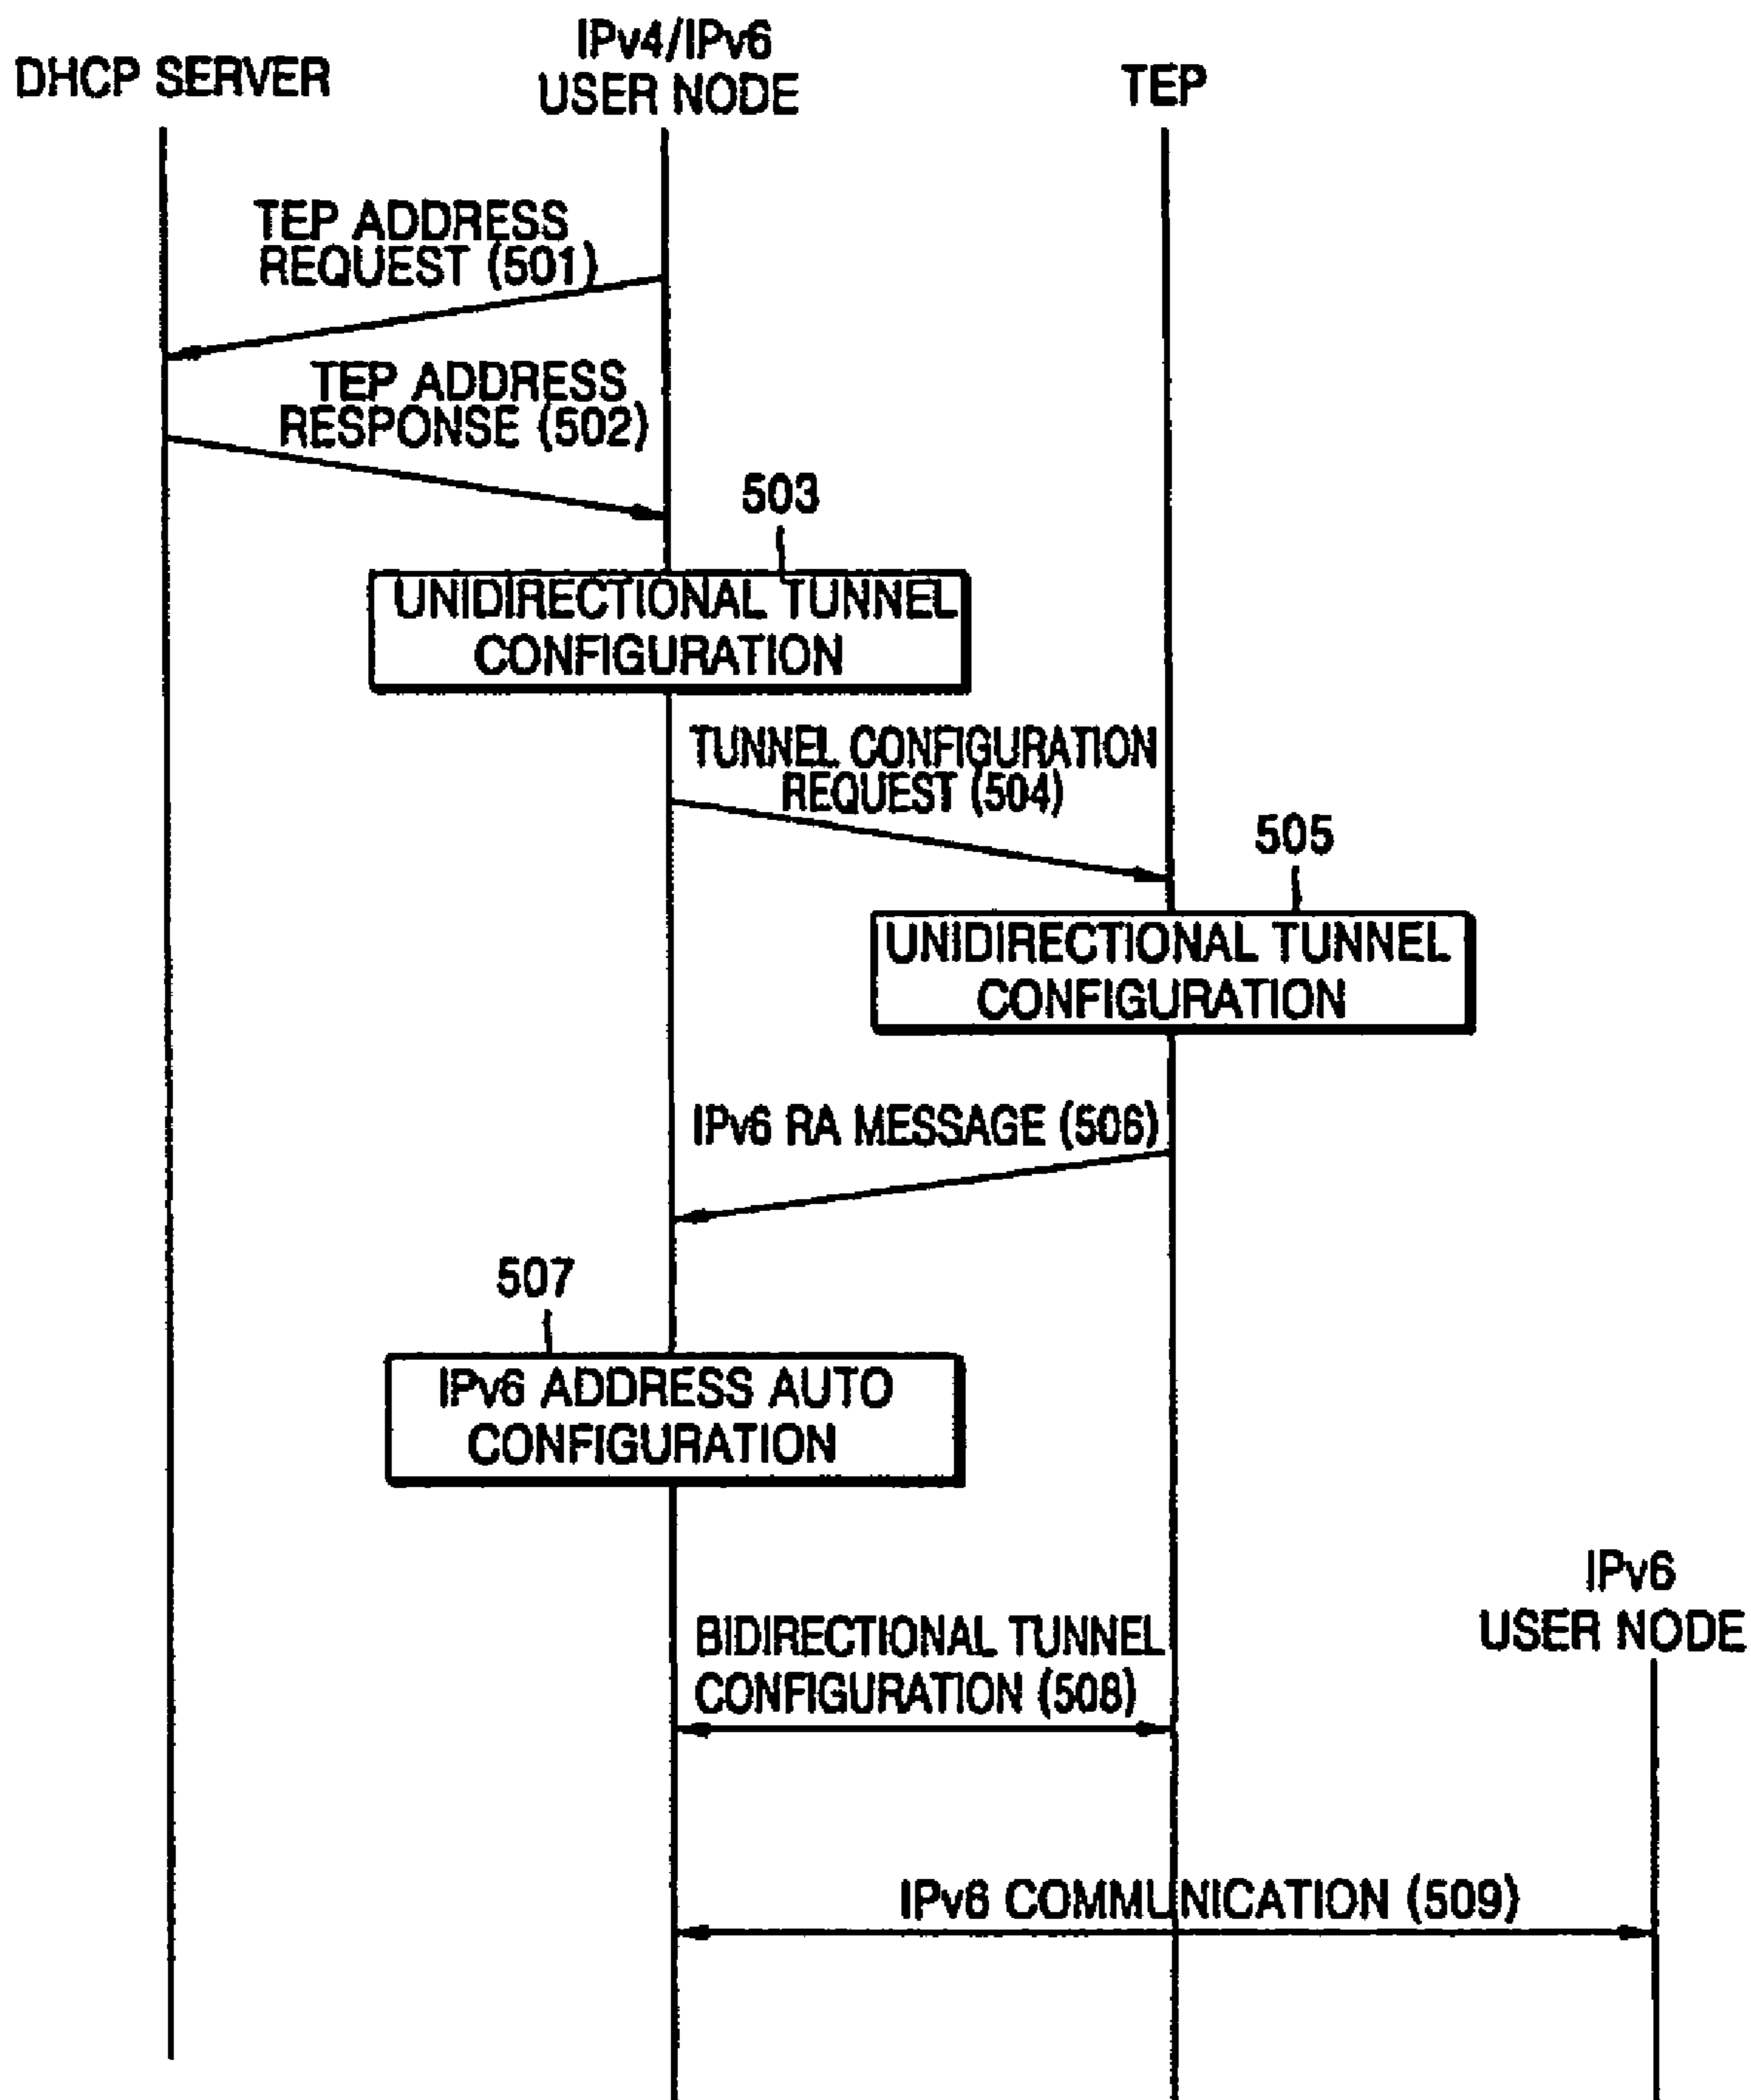 DHCP SERVER
IPv4/IPv6
USER NODE
TEP
TEP ADDRESS
REQUEST (501)
TEP ADDRESS
RESPONSE (502)
503
UNIDIRECTIONAL TUNNEL
CONFIGURATION
TUNNEL CONFIGURATION
REQUEST (504)
505
UNIDIRECTIONAL TUNNEL
CONFIGURATION
IPv6 RA MESSAGE (506)
507
IPv6 ADDRESS AUTO
CONFIGURATION
IPv6
USER NODE
BIDIRECTIONAL TUNNEL
CONFIGURATION (508)
IPv6 COMMUNICATION (509)